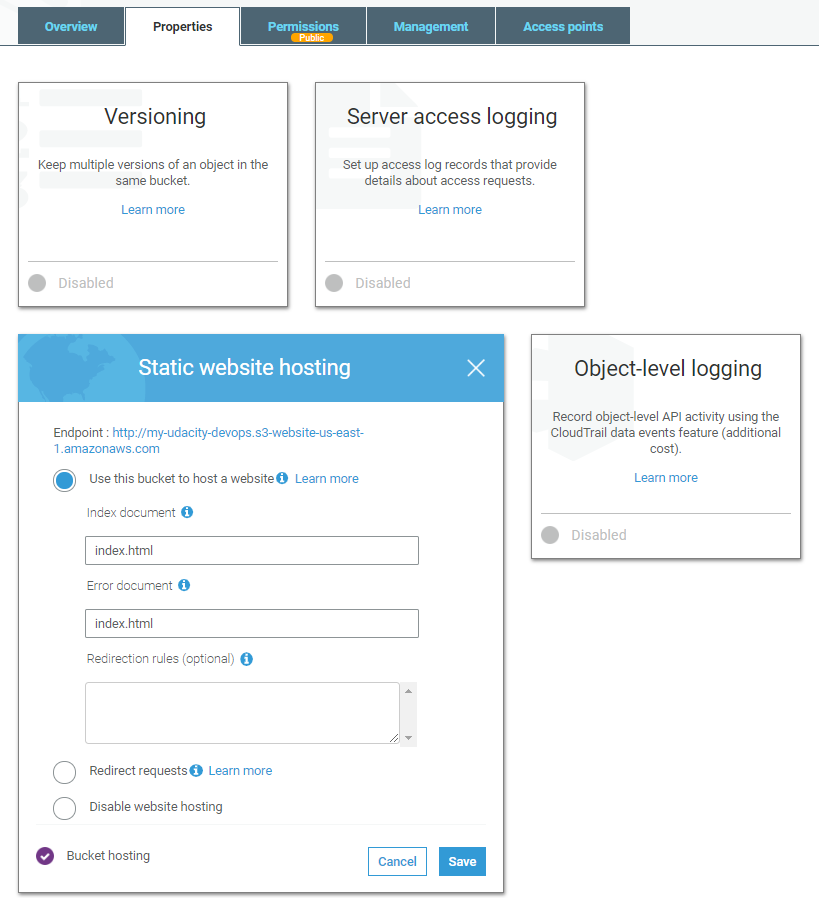 Overview
Properties
Permissions
Public
Management
Access points
Versioning
Keep multiple versions of an object in the
same bucket.
Learn more
Disabled
Server access logging
Set up access log records that provide
details about access requests.
Learn more
Disabled
Static website hosting
Endpoint : http://my-udacity-devops.s3-website-us-east-
1.amazonaws.com
Use this bucket to host a website Learn more
Index document
index.html
Error document
index.html
Redirection rules (optional)
Redirect requests Learn more
Disable website hosting
Bucket hosting
Cancel
Save
Object-level logging
Record object-level API activity using the
CloudTrail data events feature (additional
cost).
Learn more
Disabled